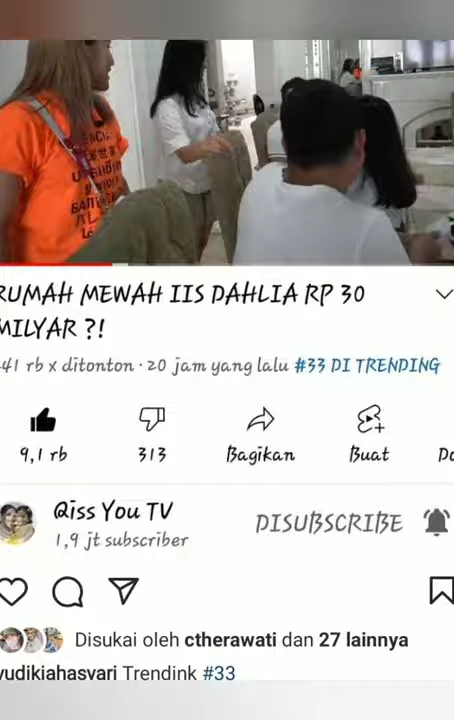 RUMAH MEWAH IIS DAHLIA RP 30
MILYAR ?!
41 rb x ditonton · 20 jam yang lalu #33 DI TRENDING
9,1 rb
313
Bagikan
Buat
Qiss You TV
DISUBSCRIBE
1,9 jt subscriber
Disukai oleh ctherawati dan 27 lainnya
yudikiahasvari Trendink #33